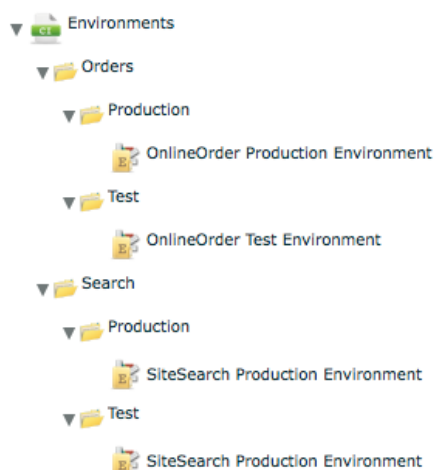 Environments
CI
Orders
Production
E
OnlineOrder Production Environment
Test
E
OnlineOrder Test Environment
Search
Production
E
SiteSearch Production Environment
Test
E
SiteSearch Production Environment